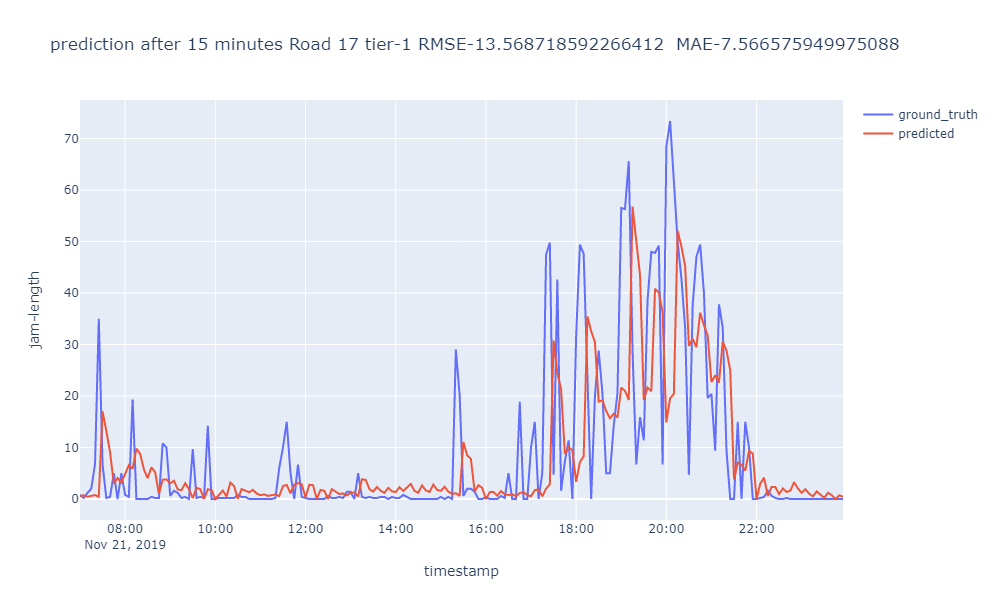 prediction after 15 minutes Road 17 tier-1 RMSE-13.568718592266412  MAE-7.566575949975088
ground_truth
predicted
70
60
50
40
30
20
10
0
jam-length
08:00 10:00 12:00 14:00 16:00 18:00 20:00 22:00
Nov 21, 2019
timestamp